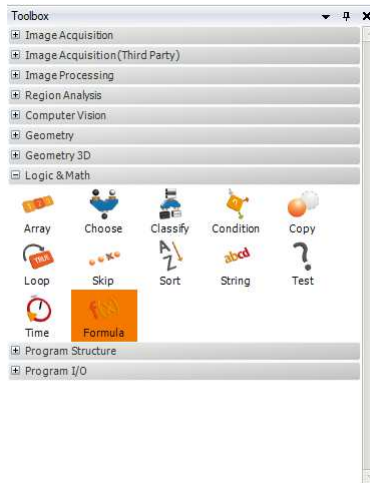 Toolbox
Image Acquisition
Image Acquisition (Third Party)
Image Processing
Region Analysis
Computer Vision
Geometry
Geometry 3D
Logic & Math
Array Choose Classify Condition Copy
Loop Skip Sort String Test
Time Formula
Program Structure
Program I/O